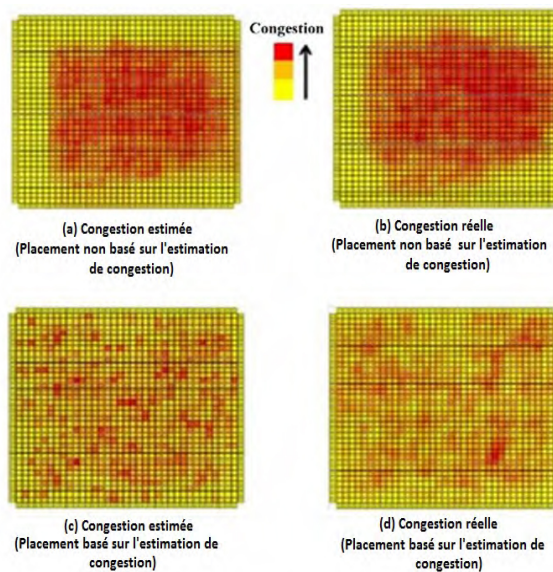 Congestion
(a) Congestion estimée
(Placement non basé sur l'estimation
de congestion)
(b) Congestion réelle
(Placement non basé sur l'estimation
de congestion)
(c) Congestion estimée
(Placement basé sur l'estimation de
congestion)
(d) Congestion réelle
(Placement basé sur l'estimation de
congestion)